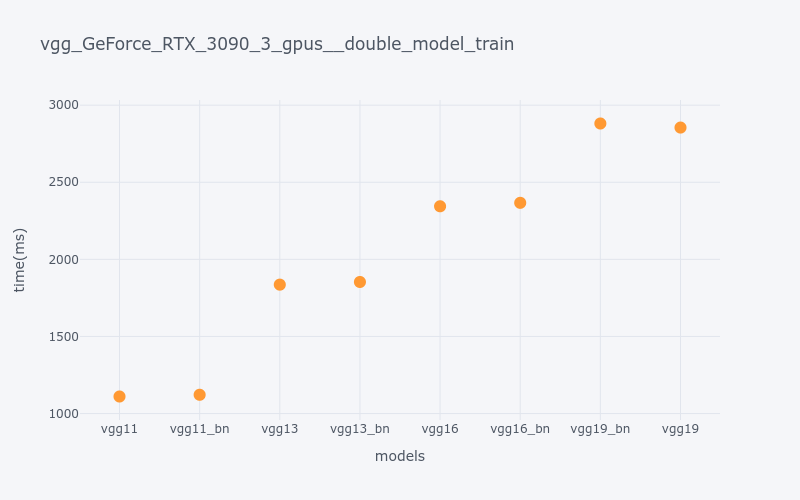 vgg_GeForce_RTX_3090_3_gpus__double_model_train
3000
2500
2000
1500
1000
time(ms)
vgg11 vgg11_bn vgg13 vgg13_bn vgg16 vgg16_bn vgg19_bn vgg19
models